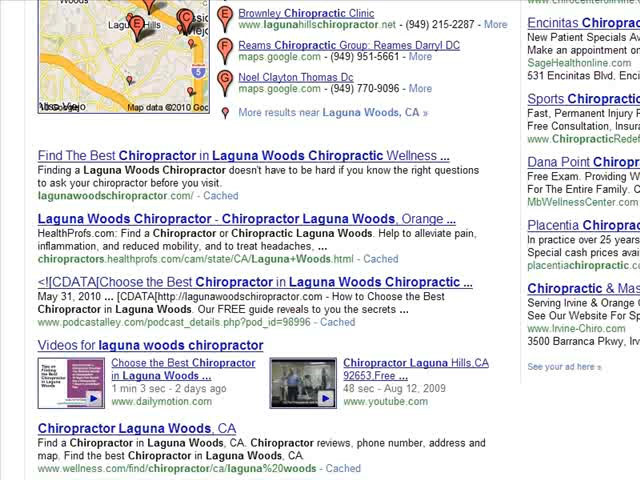 Laguna Hills
Map data ©2010 Goo
E Brownley Chiropractic Clinic
www.lagunahillschiropractor.net - (949) 215-2287 - More
F Reams Chiropractic Group: Reames Darryl DC
maps.google.com - (949) 951-5661 - More
G Noel Clayton Thomas Dc
maps.google.com - (949) 770-9096 - More
More results near Laguna Woods, CA »
Find The Best Chiropractor in Laguna Woods Chiropractic Wellness ...
Finding a Laguna Woods Chiropractor doesn't have to be hard if you know the right questions
to ask your chiropractor before you visit.
lagunawoodschiropractor.com/ - Cached
Laguna Woods Chiropractor - Chiropractor Laguna Woods, Orange ...
HealthProfs.com: Find a Chiropractor or Chiropractic Laguna Woods. Help to alleviate pain,
inflammation, and reduced mobility, and to treat headaches, ...
chiropractors.healthprofs.com/cam/state/CA/Laguna+Woods.html - Cached
<![CDATA[Choose the Best Chiropractor in Laguna Woods Chiropractic ...
May 31, 2010 ... [CDATA[http://lagunawoodschiropractor.com - How to Choose the Best
Chiropractor in Laguna Woods. Our FREE guide reveals to you the secrets ...
www.podcastalley.com/podcast_details.php?pod_id=98996 - Cached
Videos for laguna woods chiropractor
Choose the Best Chiropractor
in Laguna Woods ...
1 min 3 sec - 2 days ago
www.dailymotion.com
Chiropractor Laguna Hills,CA
92653,Free ...
48 sec - Aug 12, 2009
www.youtube.com
Chiropractor Laguna Woods, CA
Find a Chiropractor in Laguna Woods, CA. Chiropractor reviews, phone number, address and
map. Find the best Chiropractor in Laguna Woods, CA.
www.wellness.com/find/chiropractor/ca/laguna%20woods - Cached
Encinitas Chiroprac
New Patient Specials Av
Make an appointment on
SageHealthonline.com
531 Encinitas Blvd. Enci
Sports Chiropractic
Fast, Permanent Injury R
Free Consultation, Insura
www.ChiropracticRedef
Dana Point Chirop
Free Exam. Providing W
For The Entire Family. C
MbWellnessCenter.com
Placentia Chiroprac
In practice over 25 years
Special cash prices avai
placentiachiropractic.co
Chiropractic & Mas
Serving Irvine & Orange C
See Our Website For Sp
www.Irvine-Chiro.com
3500 Barranca Pkwy, Irv
See your ad here »